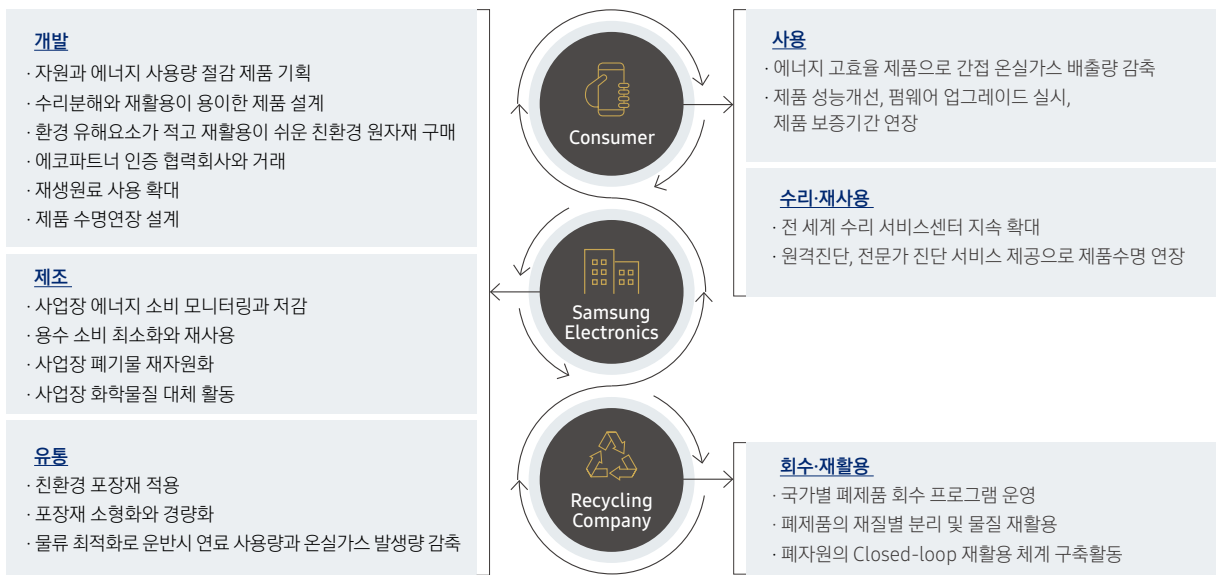 개발
· 자원과 에너지 사용량 절감 제품 기획
· 수리분해와 재활용이 용이한 제품 설계
· 환경 유해요소가 적고 재활용이 쉬운 친환경 원자재 구매
· 에코파트너 인증 협력회사와 거래
· 재생원료 사용 확대
· 제품 수명연장 설계
제조
· 사업장 에너지 소비 모니터링과 저감
· 용수 소비 최소화와 재사용
· 사업장 폐기물 재자원화
· 사업장 화학물질 대체 활동
유통
· 친환경 포장재 적용
· 포장재 소형화와 경량화
· 물류 최적화로 운반시 연료 사용량과 온실가스 발생량 감축
Consumer
Samsung
Electronics
Recycling
Company
사용
· 에너지 고효율 제품으로 간접 온실가스 배출량 감축
· 제품 성능개선, 펌웨어 업그레이드 실시,
제품 보증기간 연장
수리·재사용
· 전 세계 수리 서비스센터 지속 확대
· 원격진단, 전문가 진단 서비스 제공으로 제품수명 연장
회수·재활용
· 국가별 폐제품 회수 프로그램 운영
· 폐제품의 재질별 분리 및 물질 재활용
· 폐자원의 Closed-loop 재활용 체계 구축활동